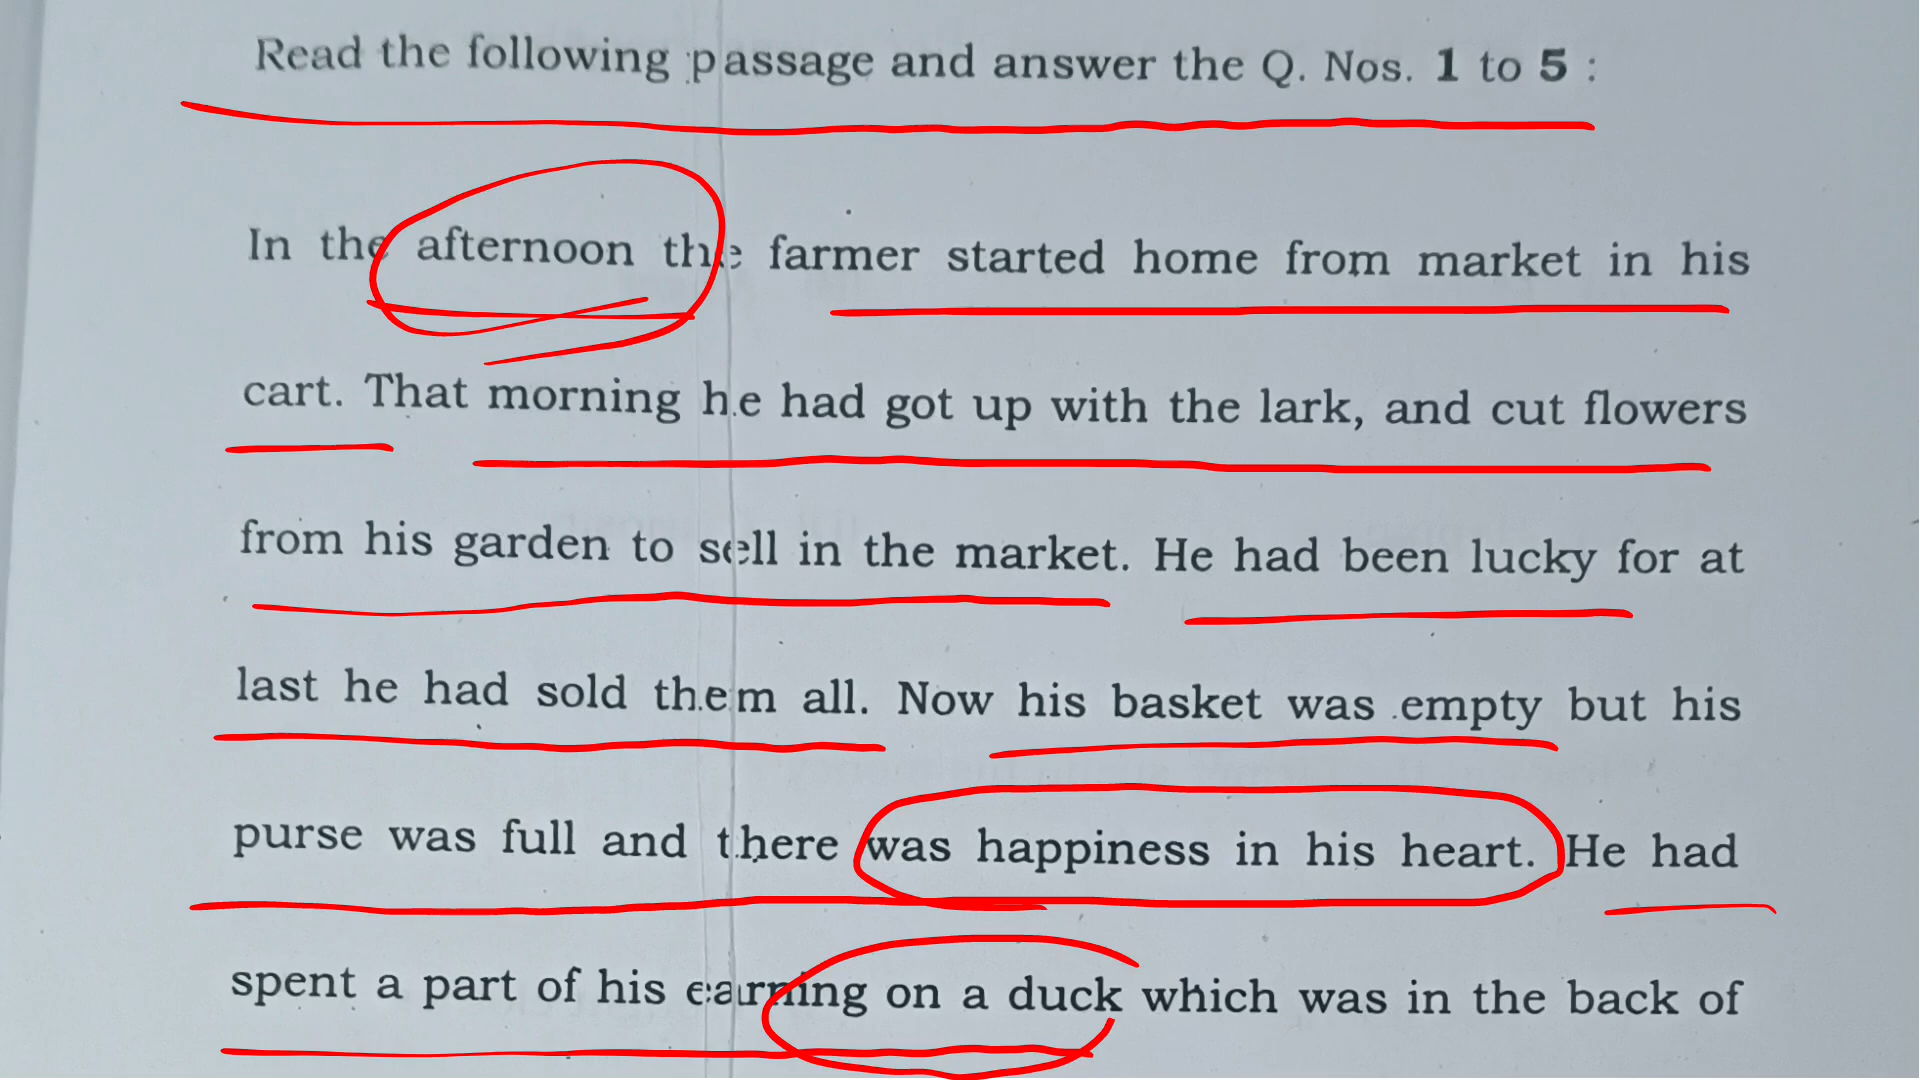 Read the following passage and answer the Q. Nos. 1 to 5 :
In the afternoon the farmer started home from market in his
cart. That morning he had got up with the lark, and cut flowers
from his garden to sell in the market. He had been lucky for at
last he had sold them all. Now his basket was empty but his
purse was full and there was happiness in his heart. He had
spent a part of his earning on a duck which was in the back of